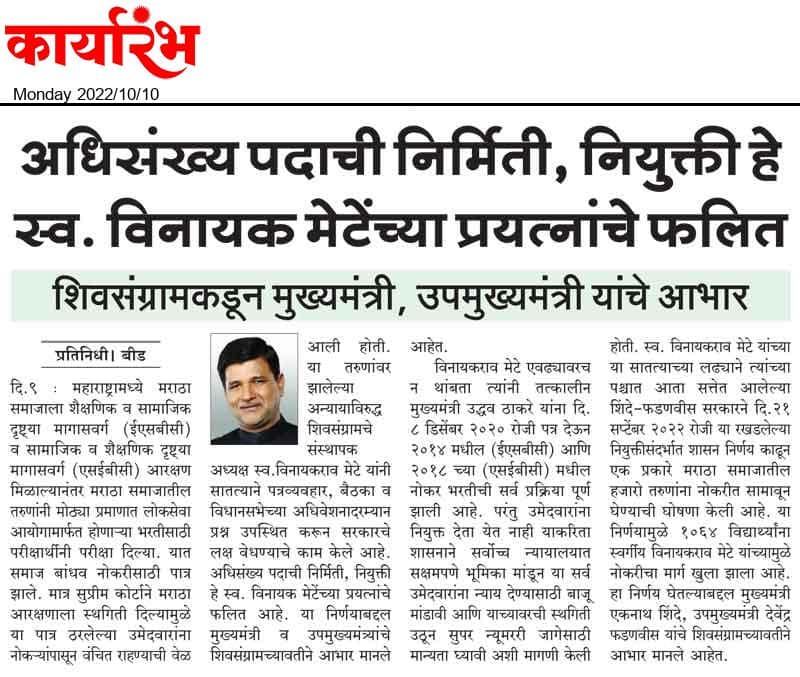 कार्यारंभ
Monday 2022/10/10
अधिसंख्य पदाची निर्मिती, नियुक्ती हे
स्व. विनायक मेटेंच्या प्रयत्नांचे फलित
शिवसंग्रामकडून मुख्यमंत्री, उपमुख्यमंत्री यांचे आभार
प्रतिनिधी। बीड
दि.९ : महाराष्ट्रामध्ये मराठा
समाजाला शैक्षणिक व सामाजिक
दृष्ट्या मागासवर्ग (ईएसबीसी)
व सामाजिक व शैक्षणिक दृष्ट्या
मागासवर्ग (एसईबीसी) आरक्षण
मिळाल्यानंतर मराठा समाजातील
तरुणांनी मोठ्या प्रमाणात लोकसेवा
आयोगामार्फत होणाऱ्या भरतीसाठी
परीक्षार्थीनी परीक्षा दिल्या. यात
समाज बांधव नोकरीसाठी पात्र
झाले. मात्र सुप्रीम कोर्टाने मराठा
आरक्षणाला स्थगिती दिल्यामुळे
या पात्र ठरलेल्या उमेदवारांना
नोकऱ्यांपासून वंचित राहण्याची वेळ
आली होती.
या तरुणांवर
झालेल्या
अन्यायाविरुद्ध
शिवसंग्रामचे
संस्थापक
अध्यक्ष स्व.विनायकराव मेटे यांनी
सातत्याने पत्रव्यवहार, बैठका व
विधानसभेच्या अधिवेशनादरम्यान
प्रश्न उपस्थित करून सरकारचे
लक्ष वेधण्याचे काम केले आहे.
अधिसंख्य पदाची निर्मिती, नियुक्ती
हे स्व. विनायक मेटेंच्या प्रयत्नांचे
फलित आहे. या निर्णयाबद्दल
मुख्यमंत्री व उपमुख्यमंत्र्यांचे
शिवसंग्रामच्यावतीने आभार मानले
आहेत.
विनायकराव मेटे एवढ्यावरच
न थांबता त्यांनी तत्कालीन
मुख्यमंत्री उद्धव ठाकरे यांना दि.
८ डिसेंबर २०२० रोजी पत्र देऊन
२०१४ मधील (ईएसबीसी) आणि
२०१८ च्या (एसईबीसी) मधील
नोकर भरतीची सर्व प्रक्रिया पूर्ण
झाली आहे. परंतु उमेदवारांना
नियुक्त देता येत नाही याकरिता
शासनाने सर्वोच्च न्यायालयात
सक्षमपणे भूमिका मांडून या सर्व
उमेदवारांना न्याय देण्यासाठी बाजू
मांडावी आणि याच्यावरची स्थगिती
उठून सुपर न्यूमररी जागेसाठी
मान्यता घ्यावी अशी मागणी केली
होती. स्व. विनायकराव मेटे यांच्या
या सातत्याच्या लढ्याने त्यांच्या
पश्चात आता सत्तेत आलेल्या
शिंदे-फडणवीस सरकारने दि.२१
सप्टेंबर २०२२ रोजी या रखडलेल्या
नियुक्तीसंदर्भात शासन निर्णय काढून
एक प्रकारे मराठा समाजातील
हजारो तरुणांना नोकरीत सामावून
घेण्याची घोषणा केली आहे. या
निर्णयामुळे १०६४ विद्यार्थ्यांना
स्वर्गीय विनायकराव मेटे यांच्यामुळे
नोकरीचा मार्ग खुला झाला आहे.
हा निर्णय घेतल्याबद्दल मुख्यमंत्री
एकनाथ शिंदे, उपमुख्यमंत्री देवेंद्र
फडणवीस यांचे शिवसंग्रामच्यावतीने
आभार मानले आहेत.